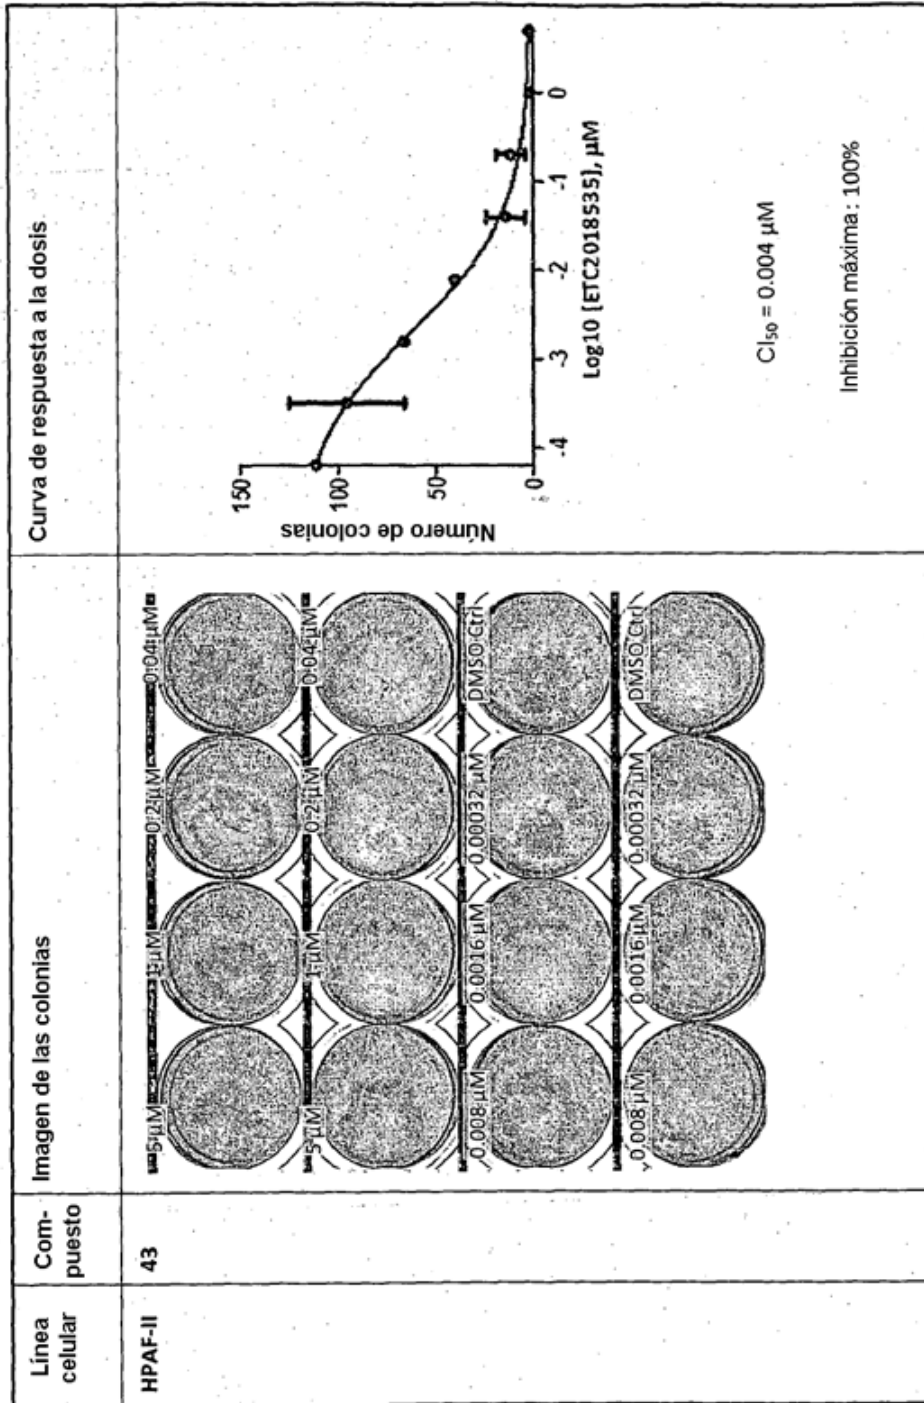 Línea celular
Com-puesto
Imagen de las colonias
Curva de respuesta a la dosis
HPAF-II
43
5 µM 1 µM 0.2 µM 0.04 µM
5 µM 1 µM 0.2 µM 0.04 µM
0.008 µM 0.0016 µM 0.00032 µM DMSO Ctrl
0.008 µM 0.0016 µM 0.00032 µM DMSO Ctrl
Número de colonias
150
100
50
0
-4 -3 -2 -1 0
Log10 [ETC2018535], µM
CI50 = 0.004 µM
Inhibición máxima: 100%